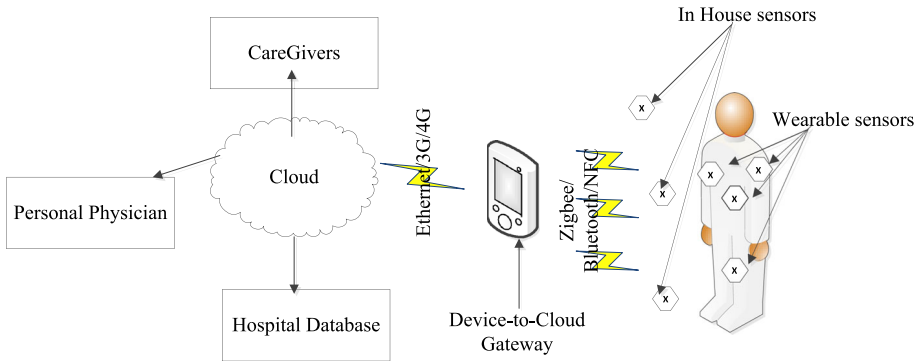 In House sensors
CareGivers
Wearable sensors
Cloud
Ethernet/3G/4G
Zigbee/
Bluetooth/NFC
Personal Physician
Hospital Database
Device-to-Cloud
Gateway
X
X
X
X
X
X
X
X